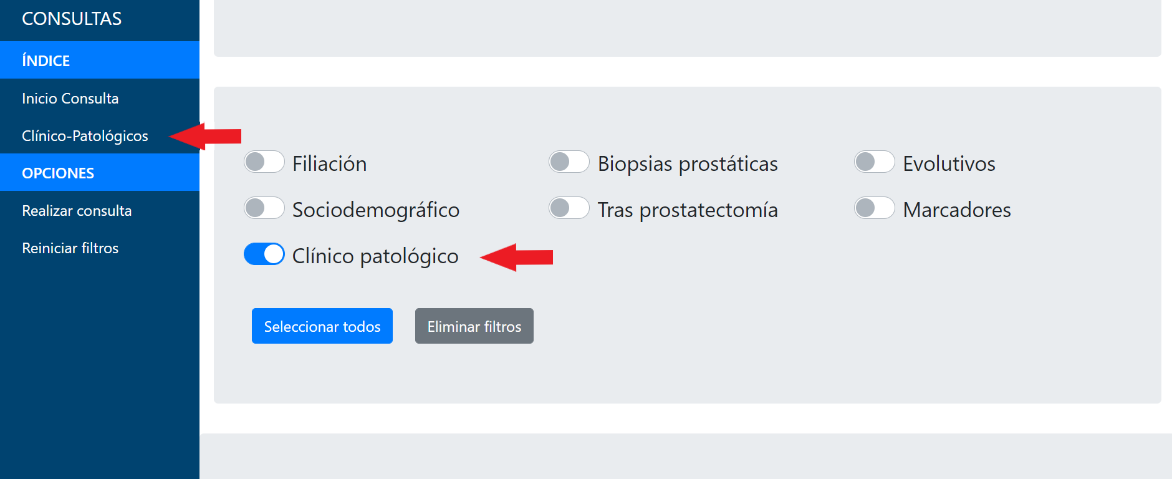 CONSULTAS
ÍNDICE
Inicio Consulta
Clínico-Patológicos
OPCIONES
Realizar consulta
Reiniciar filtros
Filiación
Biopsias prostáticas
Evolutivos
Sociodemográfico
Tras prostatectomía
Marcadores
Clínico patológico
Seleccionar todos
Eliminar filtros